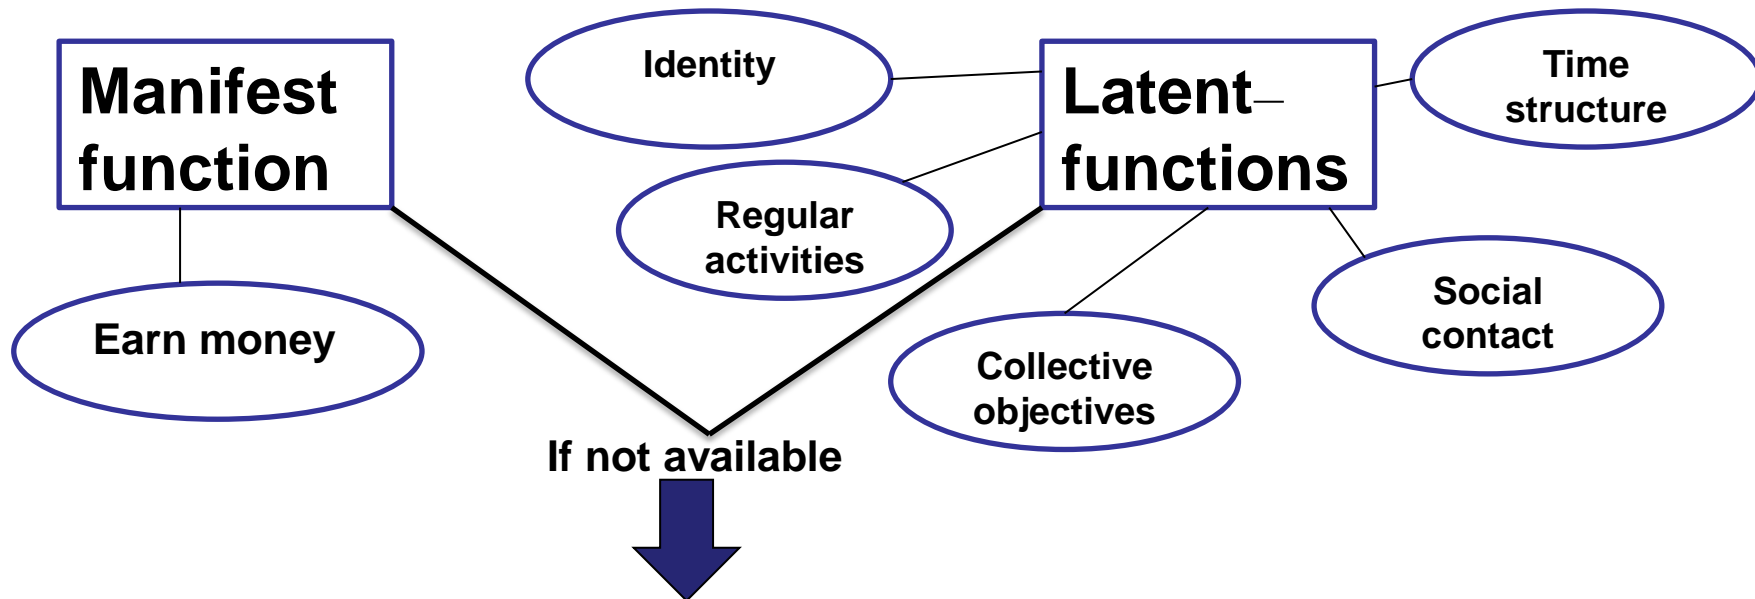 Manifest
function
Earn money
Identity
Regular
activities
Latent
functions
Time
structure
Collective
objectives
Social
contact
If not available